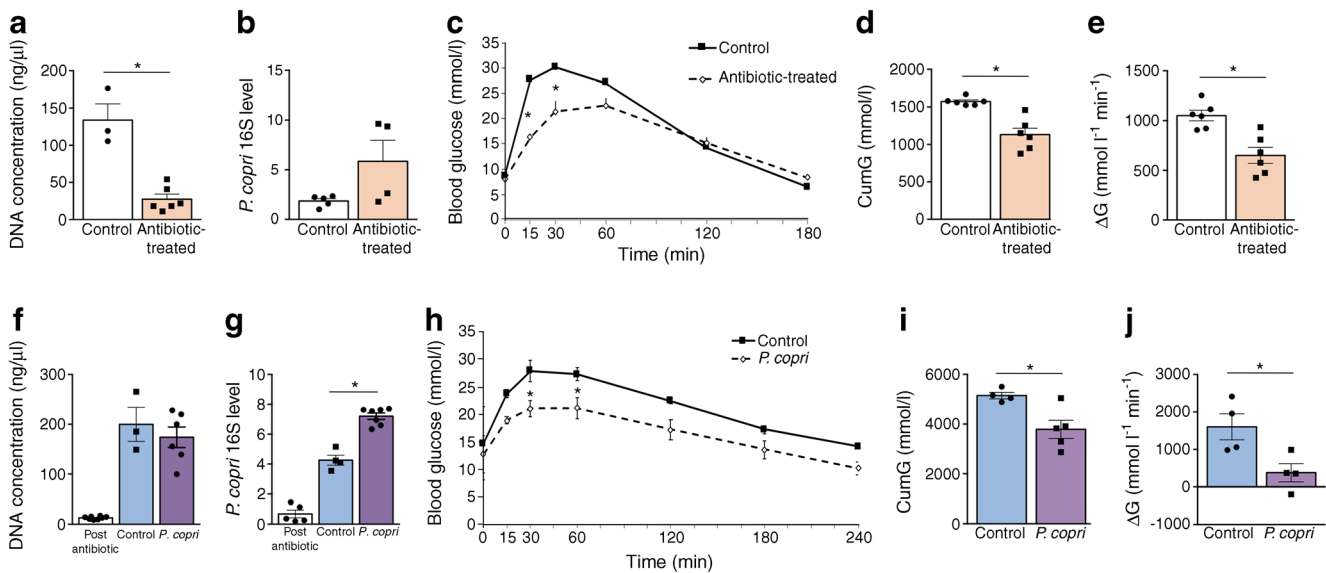 a
DNA concentration (ng/µl)
200
150
100
50
0
*
Control
Antibiotic-
treated
b
P. copri 16S level
15
10
5
0
Control
Antibiotic-
treated
c
Blood glucose (mmol/l)
35
30
25
20
15
10
5
0
*
*
Control
Antibiotic-treated
0 15 30 60 120 180
Time (min)
d
CumG (mmol/l)
2000
1500
1000
500
0
*
Control
Antibiotic-
treated
e
ΔG (mmol l-1 min-1)
1500
1000
500
0
*
Control
Antibiotic-
treated
f
DNA concentration (ng/µl)
300
200
100
0
Post
antibiotic
Control
P. copri
g
P. copri 16S level
10
8
6
4
2
0
*
Post
antibiotic
Control
P. copri
h
Blood glucose (mmol/l)
35
30
25
20
15
10
5
0
*
*
Control
P. copri
0 15 30 60 120 180 240
Time (min)
i
CumG (mmol/l)
6000
4000
2000
0
*
Control
P. copri
j
ΔG (mmol l-1 min-1)
3000
2000
1000
0
-1000
*
Control
P. copri